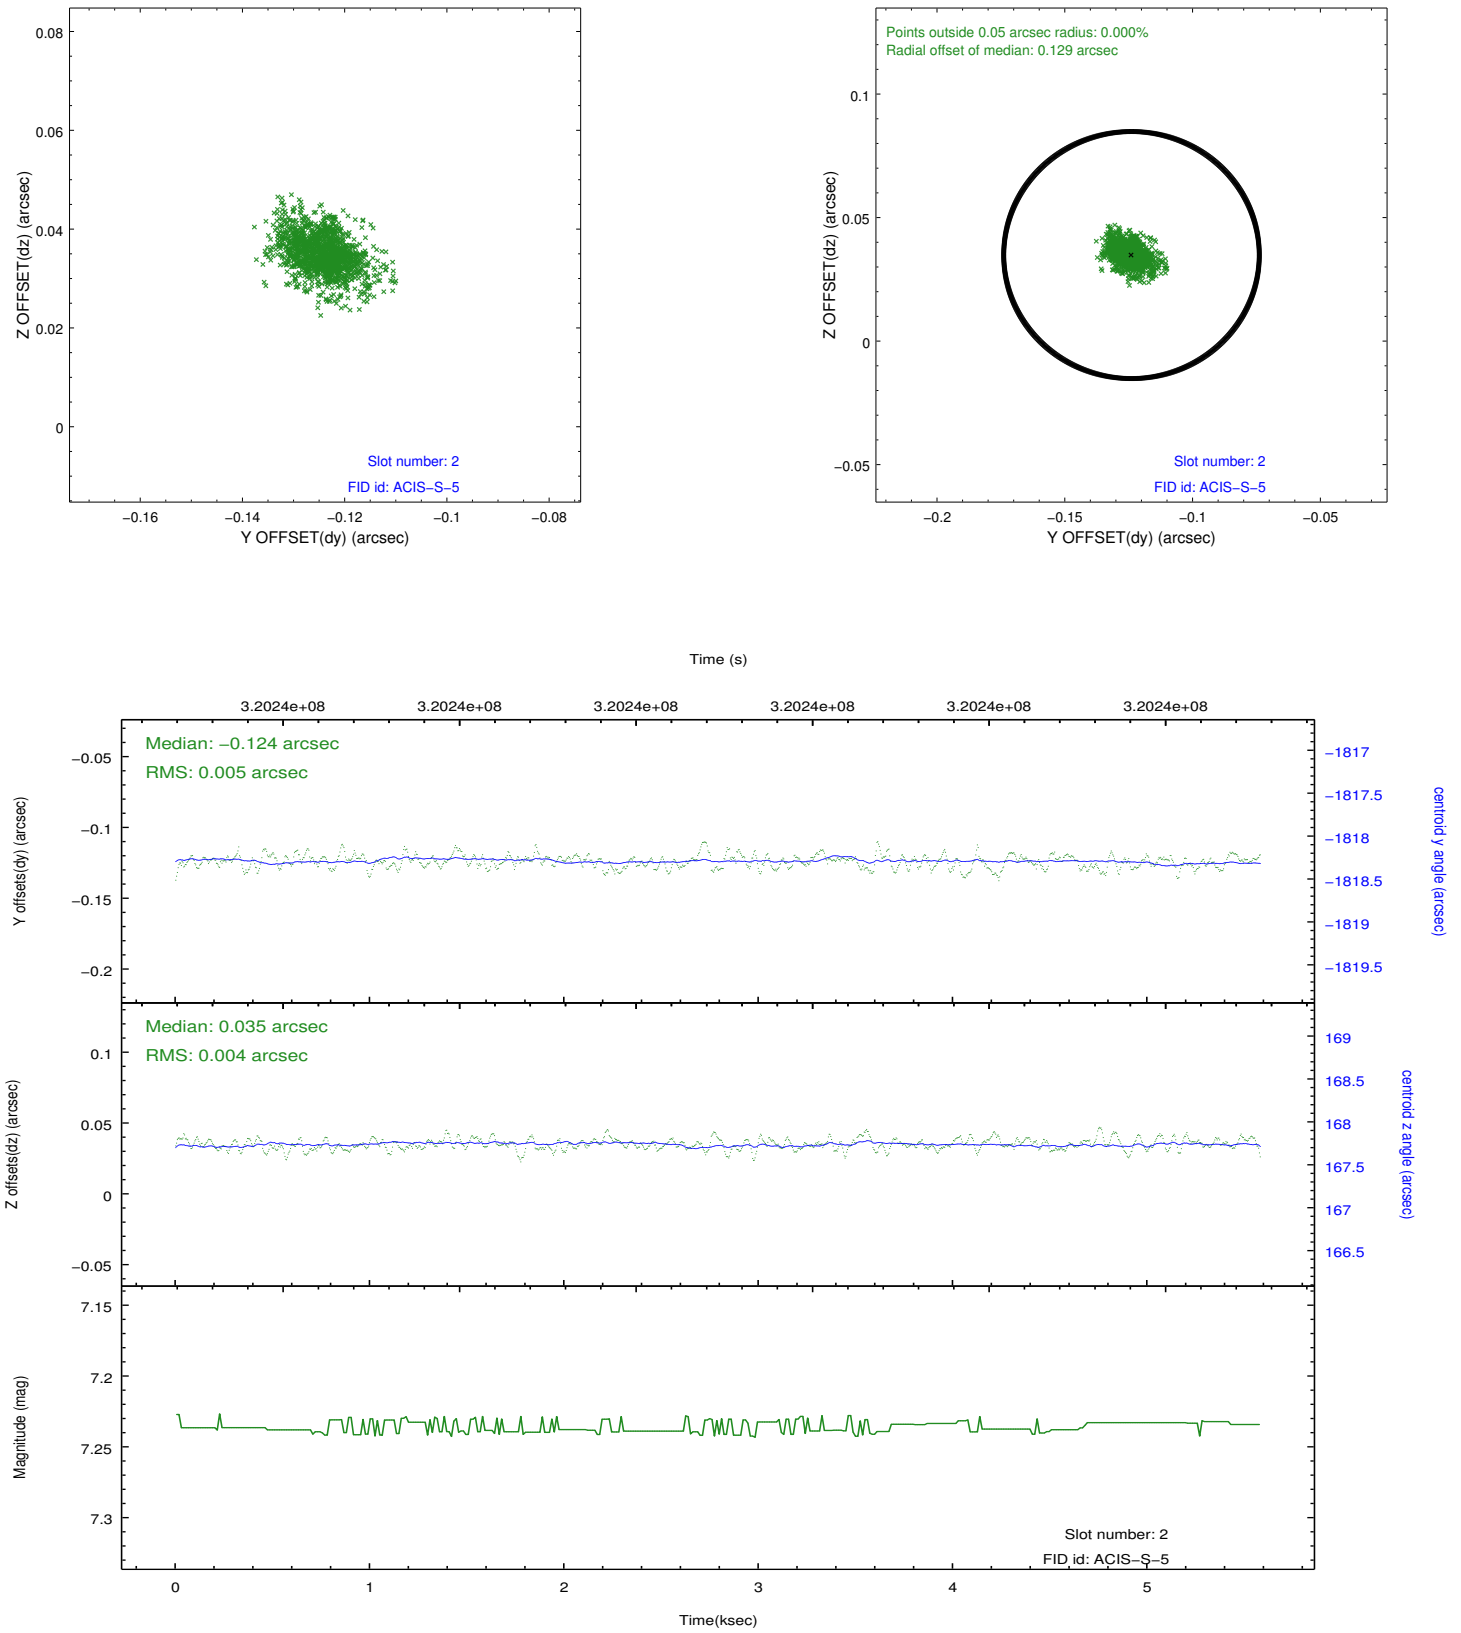 0.08
0.06
0.04
0.02
0
Z OFFSET(dz) (arcsec)
Slot number: 2
FID id: ACIS−S−5
−0.16
−0.14
−0.12
−0.1
−0.08
Y OFFSET(dy) (arcsec)
Points outside 0.05 arcsec radius: 0.000%
Radial offset of median: 0.129 arcsec
0.1
0.05
0
−0.05
Z OFFSET(dz) (arcsec)
Slot number: 2
FID id: ACIS−S−5
−0.2
−0.15
−0.1
−0.05
Y OFFSET(dy) (arcsec)
Time (s)
3.2024e+08
3.2024e+08
3.2024e+08
3.2024e+08
3.2024e+08
3.2024e+08
Median: −0.124 arcsec
RMS: 0.005 arcsec
−0.05
−0.1
−0.15
−0.2
Y offsets(dy) (arcsec)
−1817
−1817.5
−1818
−1818.5
−1819
−1819.5
centroid y angle (arcsec)
Median: 0.035 arcsec
RMS: 0.004 arcsec
0.1
0.05
0
−0.05
Z offsets(dz) (arcsec)
169
168.5
168
167.5
167
166.5
centroid z angle (arcsec)
7.15
7.2
7.25
7.3
Magnitude (mag)
Slot number: 2
FID id: ACIS−S−5
0
1
2
3
4
5
Time(ksec)